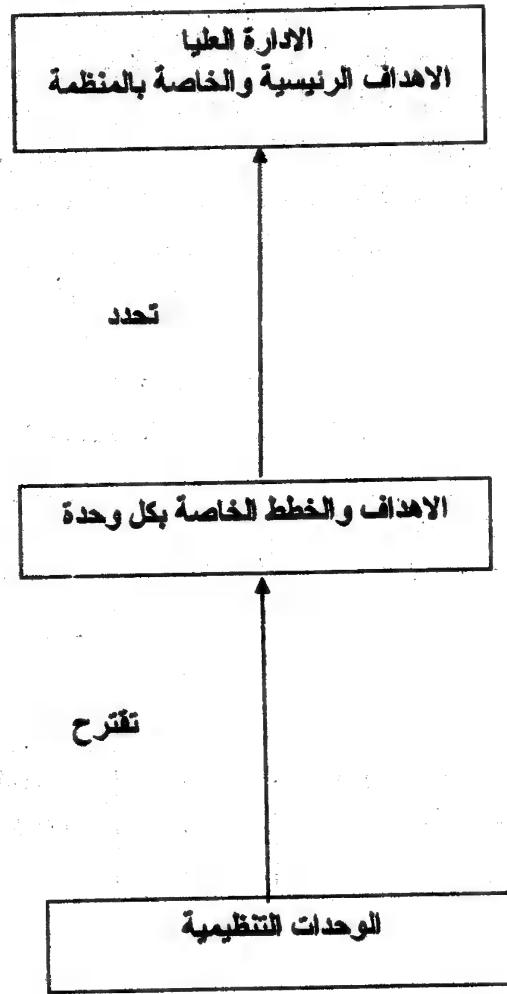 الادارة العليا
الاهداف الرئيسية والخاصة بالمنظمة
تحدد
الاهداف والخطط الخاصة بكل وحدة
تقترح
الوحدات التنظيمية